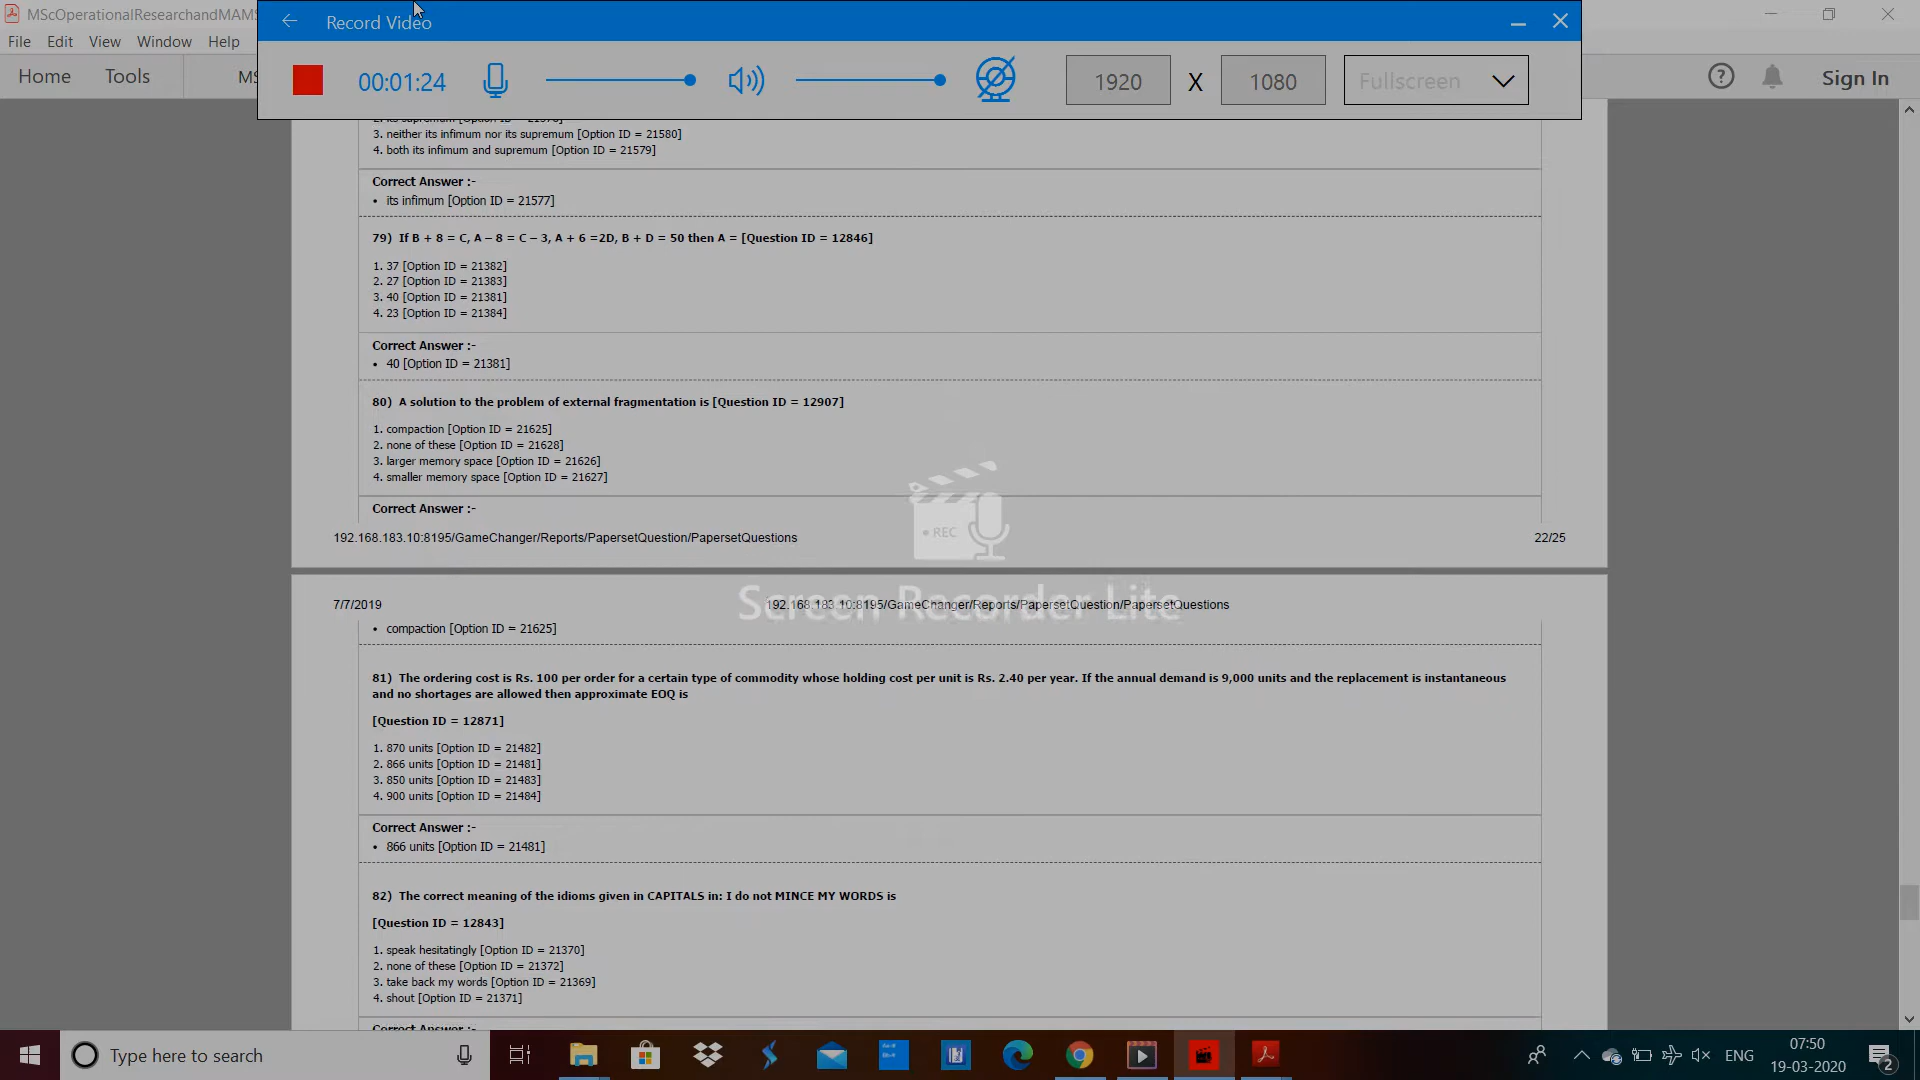 MScOperationalResearchandMAMS
Record Video
File Edit View Window Help
Home Tools MS
00:01:24
1920 X 1080
Fullscreen
Sign In
3. neither its infimum nor its supremum [Option ID = 21580]
4. both its infimum and supremum [Option ID = 21579]
Correct Answer :-
• its infimum [Option ID = 21577]
79) If B + 8 = C, A – 8 = C – 3, A + 6 =2D, B + D = 50 then A = [Question ID = 12846]
1. 37 [Option ID = 21382]
2. 27 [Option ID = 21383]
3. 40 [Option ID = 21381]
4. 23 [Option ID = 21384]
Correct Answer :-
• 40 [Option ID = 21381]
80) A solution to the problem of external fragmentation is [Question ID = 12907]
1. compaction [Option ID = 21625]
2. none of these [Option ID = 21628]
3. larger memory space [Option ID = 21626]
4. smaller memory space [Option ID = 21627]
Correct Answer :-
192.168.183.10:8195/GameChanger/Reports/PapersetQuestion/PapersetQuestions 22/25
REC
Screen Recorder Lite
7/7/2019 192.168.183.10:8195/GameChanger/Reports/PapersetQuestion/PapersetQuestions
• compaction [Option ID = 21625]
81) The ordering cost is Rs. 100 per order for a certain type of commodity whose holding cost per unit is Rs. 2.40 per year. If the annual demand is 9,000 units and the replacement is instantaneous
and no shortages are allowed then approximate EOQ is
[Question ID = 12871]
1. 870 units [Option ID = 21482]
2. 866 units [Option ID = 21481]
3. 850 units [Option ID = 21483]
4. 900 units [Option ID = 21484]
Correct Answer :-
• 866 units [Option ID = 21481]
82) The correct meaning of the idioms given in CAPITALS in: I do not MINCE MY WORDS is
[Question ID = 12843]
1. speak hesitatingly [Option ID = 21370]
2. none of these [Option ID = 21372]
3. take back my words [Option ID = 21369]
4. shout [Option ID = 21371]
Correct Answer :-
Type here to search
ENG
07:50
19-03-2020
2